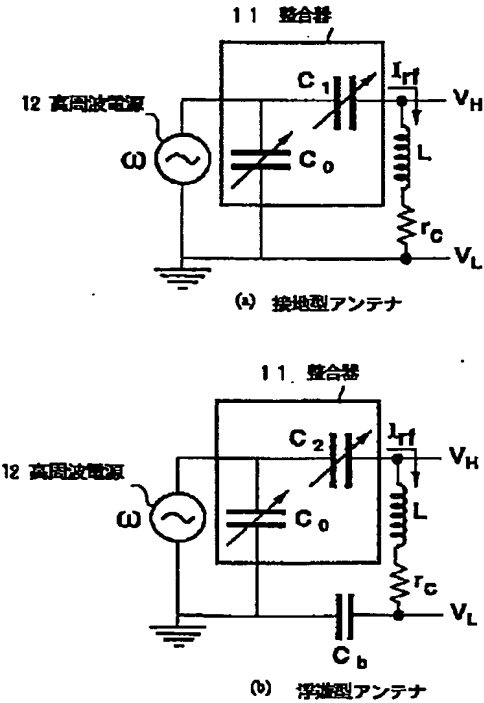 11 整合器
C1
Irf
VH
12 高周波電源
ω
C0
L
rC
VL
(a) 接地型アンテナ
11 整合器
C2
Irf
VH
12 高周波電源
ω
C0
L
rC
VL
Cb
(b) 浮遊型アンテナ